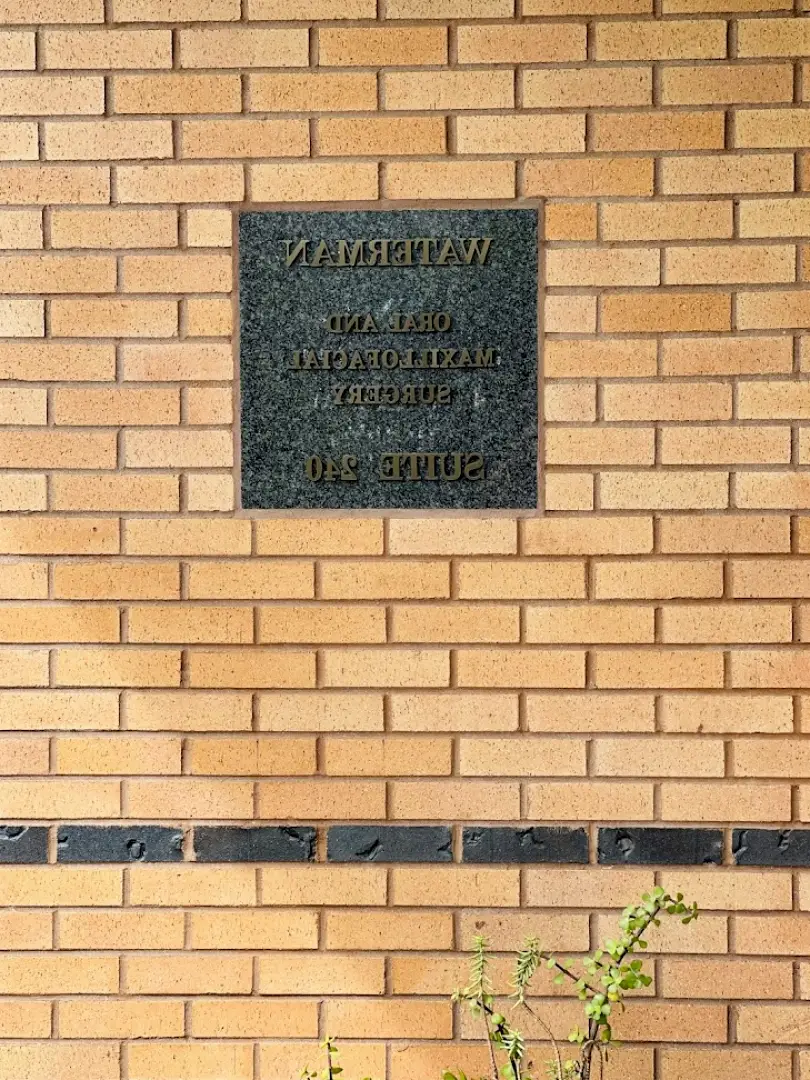 WATERMAN
ORAL AND
MAXILLOFACIAL
SURGERY
SUITE 240